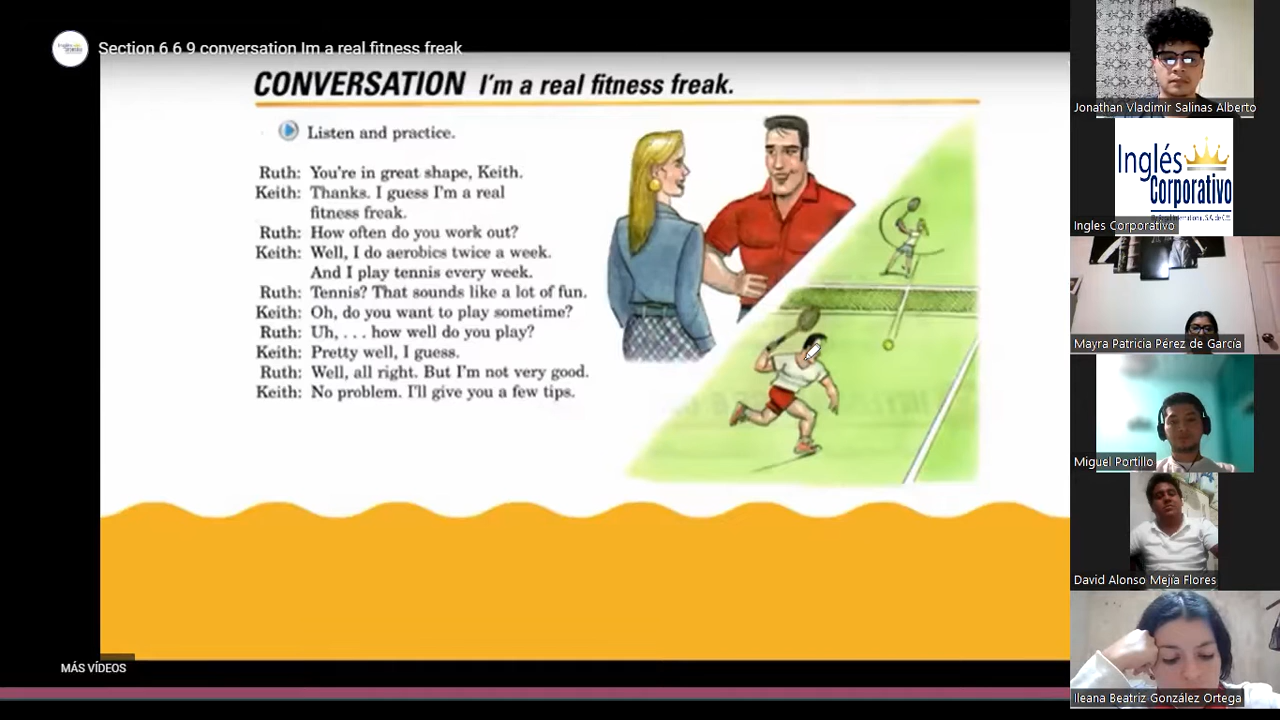 Section 6 6 9 conversation Im a real fitness freak
CONVERSATION I'm a real fitness freak.
Listen and practice.
Ruth: You're in great shape, Keith.
Keith: Thanks. I guess I'm a real
fitness freak.
Ruth: How often do you work out?
Keith: Well, I do aerobics twice a week.
And I play tennis every week.
Ruth: Tennis? That sounds like a lot of fun.
Keith: Oh, do you want to play sometime?
Ruth: Uh, . . . how well do you play?
Keith: Pretty well, I guess.
Ruth: Well, all right. But I'm not very good.
Keith: No problem. I'll give you a few tips.
MÁS VÍDEOS
Jonathan Vladimir Salinas Alberto
Inglés
Corporativo
Ingles Corporativo
Mayra Patricia Pérez de García
Miguel Portillo
David Alonso Mejía Flores
Ileana Beatríz González Ortega